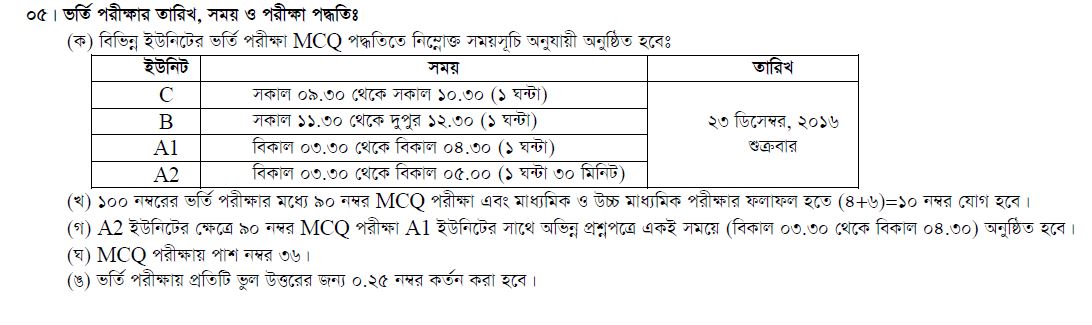 ০৫। ভর্তি পরীক্ষার তারিখ, সময় ও পরীক্ষা পদ্ধতিঃ
(ক) বিভিন্ন ইউনিটের ভর্তি পরীক্ষা MCQ পদ্ধতিতে নিম্নোক্ত সময়সূচি অনুযায়ী অনুষ্ঠিত হবেঃ
ইউনিট সময় তারিখ
C সকাল ০৯.৩০ থেকে সকাল ১০.৩০ (১ ঘন্টা)
B সকাল ১১.৩০ থেকে দুপুর ১২.৩০ (১ ঘন্টা)
A1 বিকাল ০৩.৩০ থেকে বিকাল ০৪.৩০ (১ ঘন্টা)
A2 বিকাল ০৩.৩০ থেকে বিকাল ০৫.০০ (১ ঘন্টা ৩০ মিনিট)
২৩ ডিসেম্বর, ২০১৬
শুক্রবার
(খ) ১০০ নম্বরের ভর্তি পরীক্ষার মধ্যে ৯০ নম্বর MCQ পরীক্ষা এবং মাধ্যমিক ও উচ্চ মাধ্যমিক পরীক্ষার ফলাফল হতে (৪+৬)=১০ নম্বর যোগ হবে।
(গ) A2 ইউনিটের ক্ষেত্রে ৯০ নম্বর MCQ পরীক্ষা A1 ইউনিটের সাথে অভিন্ন প্রশ্নপত্রে একই সময়ে (বিকাল ০৩.৩০ থেকে বিকাল ০৪.৩০) অনুষ্ঠিত হবে।
(ঘ) MCQ পরীক্ষায় পাশ নম্বর ৩৬।
(ঙ) ভর্তি পরীক্ষায় প্রতিটি ভুল উত্তরের জন্য ০.২৫ নম্বর কর্তন করা হবে।